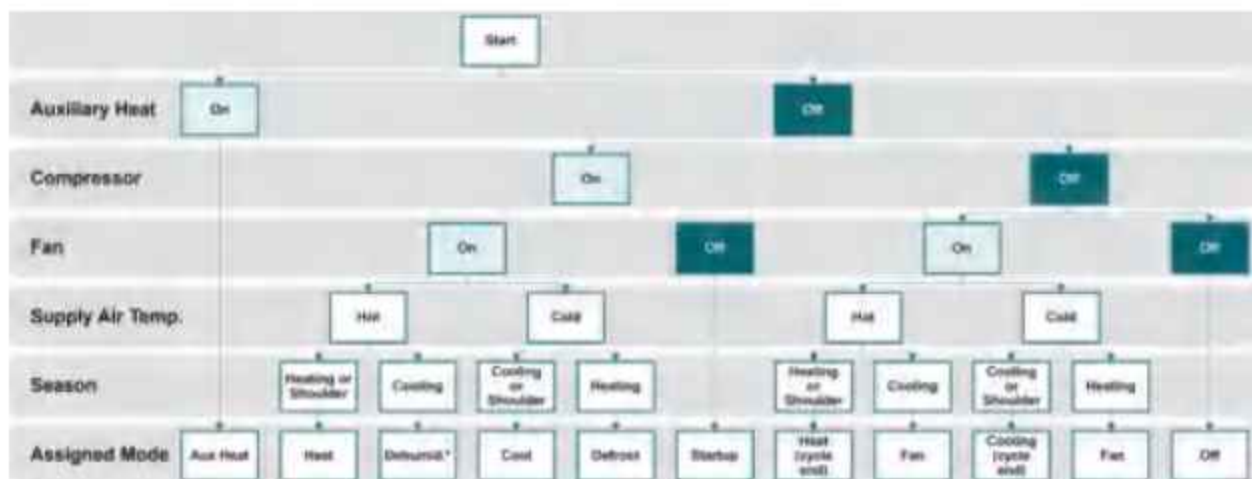 Start
Auxiliary Heat
On
Off
Compressor
On
Off
Fan
On
Off
On
Off
Supply Air Temp.
Hot
Cold
Hot
Cold
Season
Heating or
Shoulder
Cooling
Cooling
or
Shoulder
Heating
Heating
or
Shoulder
Cooling
Cooling
or
Shoulder
Heating
Assigned Mode
Aux Heat
Heat
Dehumid.*
Cool
Defrost
Startup
Heat
(cycle
end)
Fan
Cooling
(cycle
end)
Fan
Off